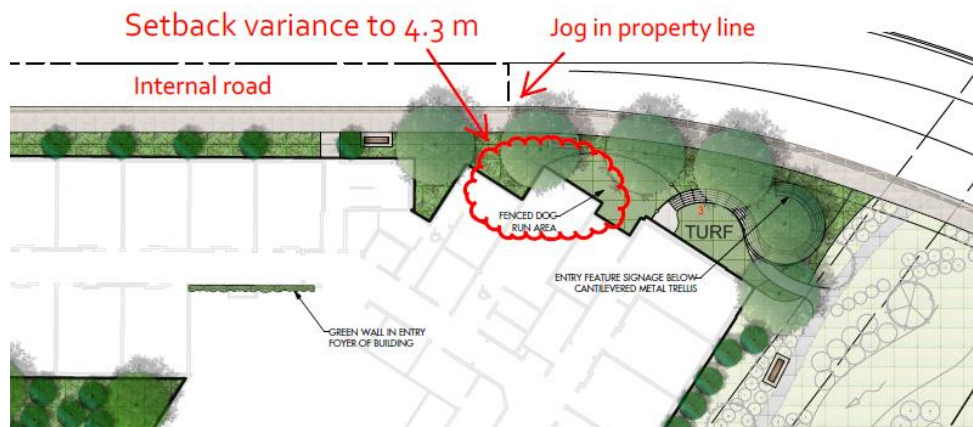 Setback variance to 4.3 m
Jog in property line
Internal road
FENCED DOG
RUN AREA
3'
TURF
ENTRY FEATURE SIGNAGE BELOW
CANTILEVERED METAL TRELLIS
GREEN WALL IN ENTRY
FOYER OF BUILDING